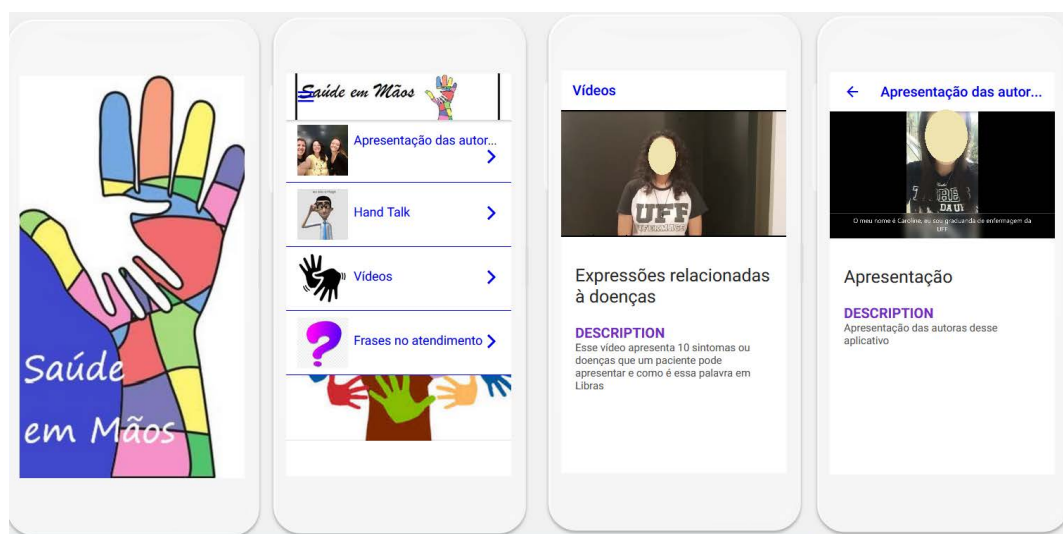 Saúde
em Mãos
Saúde em Mãos
Apresentação das autor...
Hand Talk
Vídeos
Frases no atendimento
Vídeos
UFF
ENFERMAGEM
Expressões relacionadas
à doenças
DESCRIPTION
Esse vídeo apresenta 10 sintomas ou
doenças que um paciente pode
apresentar e como é essa palavra em
Libras
Apresentação das autor...
DA UFF
O meu nome é Caroline, eu sou graduanda de enfermagem da
UFF
Apresentação
DESCRIPTION
Apresentação das autoras desse
aplicativo